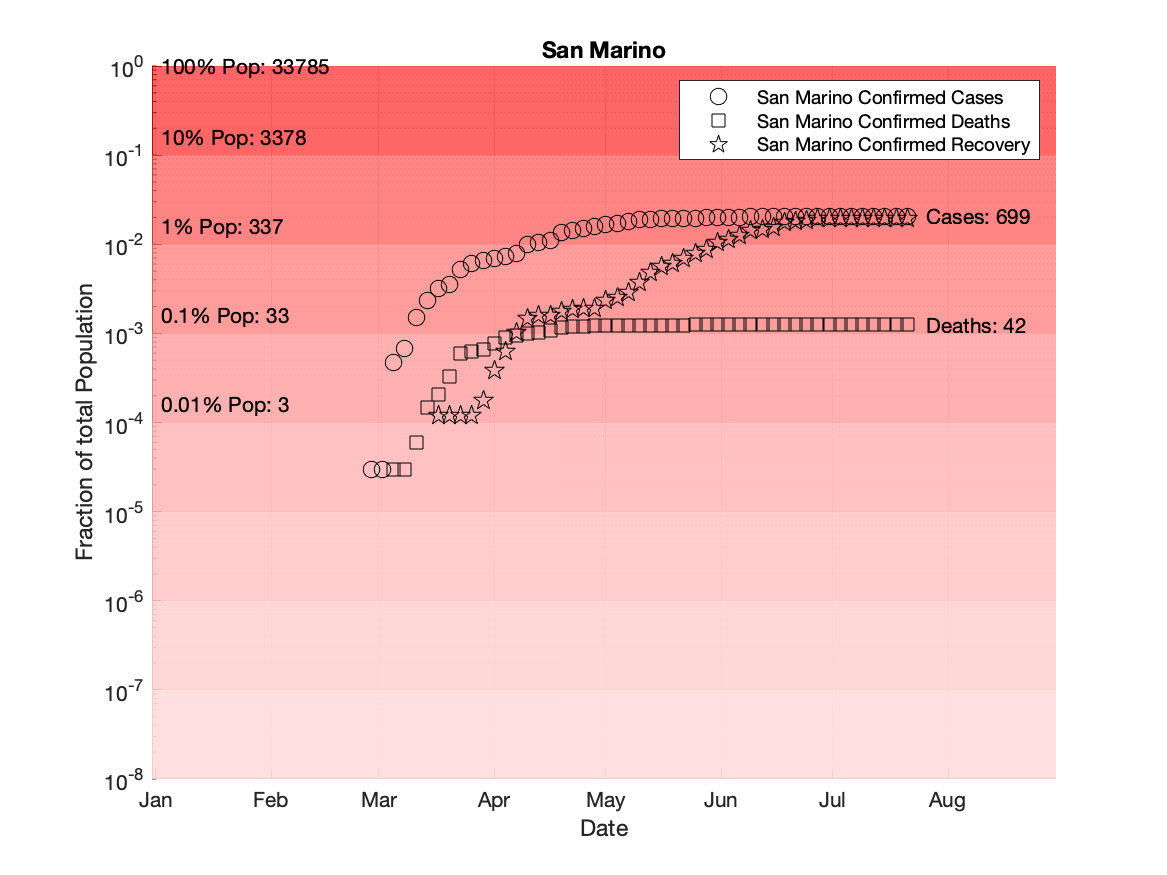 San Marino
10^0
100% Pop: 33785
San Marino Confirmed Cases
San Marino Confirmed Deaths
San Marino Confirmed Recovery
10% Pop: 3378
10^-1
1% Pop: 337
Cases: 699
10^-2
0.1% Pop: 33
Deaths: 42
10^-3
0.01% Pop: 3
10^-4
10^-5
10^-6
10^-7
10^-8
Fraction of total Population
Jan Feb Mar Apr May Jun Jul Aug
Date